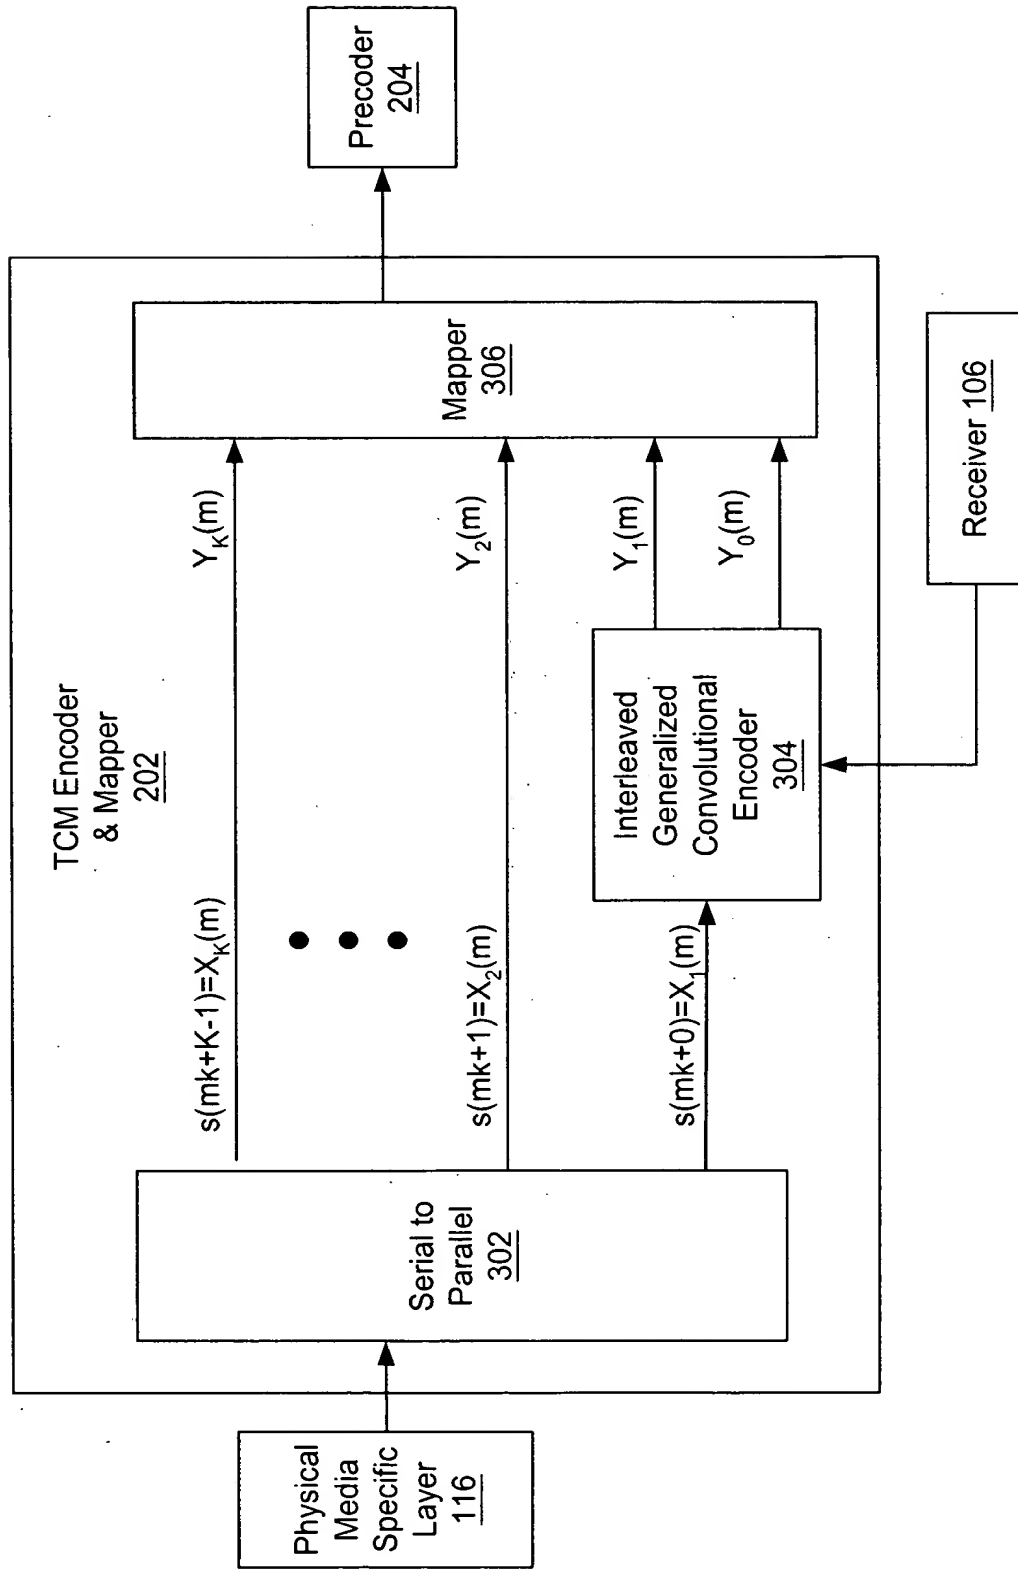 TCM Encoder
& Mapper
202
Physical
Media
Specific
Layer
116
Serial to
Parallel
302
s(mk+K-1)=X_K(m)
Y_K(m)
s(mk+1)=X_2(m)
Y_2(m)
s(mk+0)=X_1(m)
Interleaved
Generalized
Convolutional
Encoder
304
Y_1(m)
Y_0(m)
Mapper
306
Precoder
204
Receiver 106